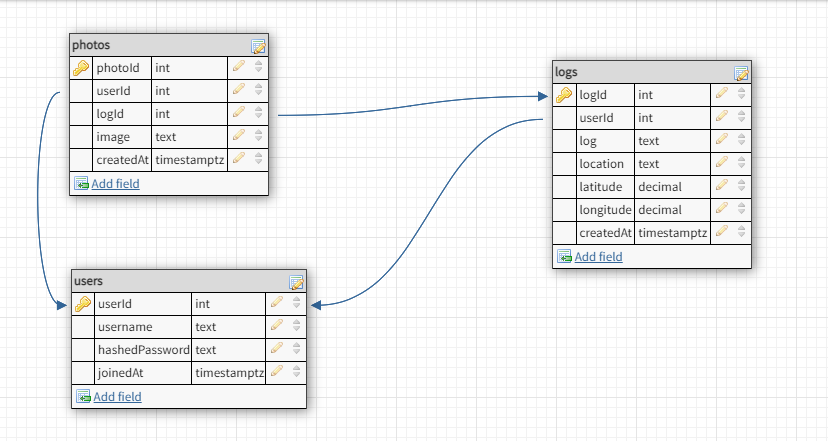 photos
photoId int
userId int
logId int
image text
createdAt timestamptz
Add field
logs
logId int
userId int
log text
location text
latitude decimal
longitude decimal
createdAt timestamptz
Add field
users
userId int
username text
hashedPassword text
joinedAt timestamptz
Add field